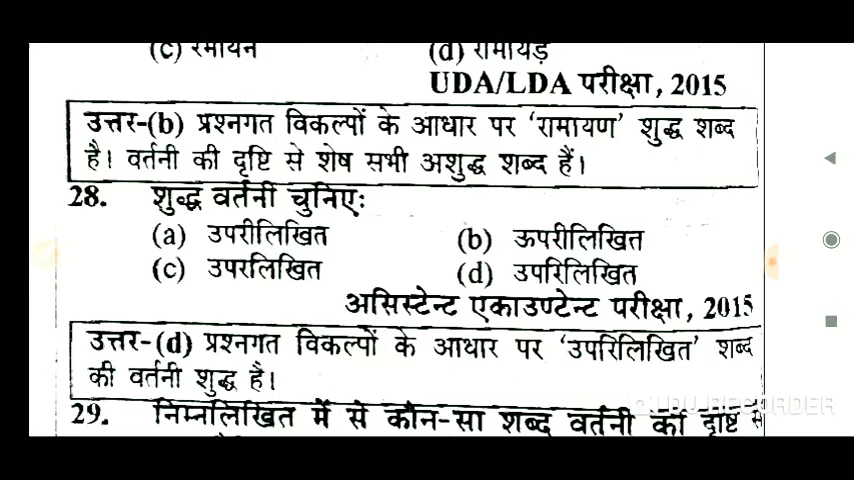 (c) रमायन (d) रामायड़
UDA/LDA परीक्षा, 2015
उत्तर-(b) प्रश्नगत विकल्पों के आधार पर ‘रामायण’ शुद्ध शब्द
है। वर्तनी की दृष्टि से शेष सभी अशुद्ध शब्द हैं।
28. शुद्ध वर्तनी चुनिए:
(a) उपरीलिखित (b) ऊपरीलिखित
(c) उपरलिखित (d) उपरिलिखित
असिस्टेन्ट एकाउण्टेन्ट परीक्षा, 2015
उत्तर-(d) प्रश्नगत विकल्पों के आधार पर ‘उपरिलिखित’ शब्द
की वर्तनी शुद्ध है।
29. निम्नलिखित में से कौन-सा शब्द वर्तनी की दृष्टि से
RECORDER